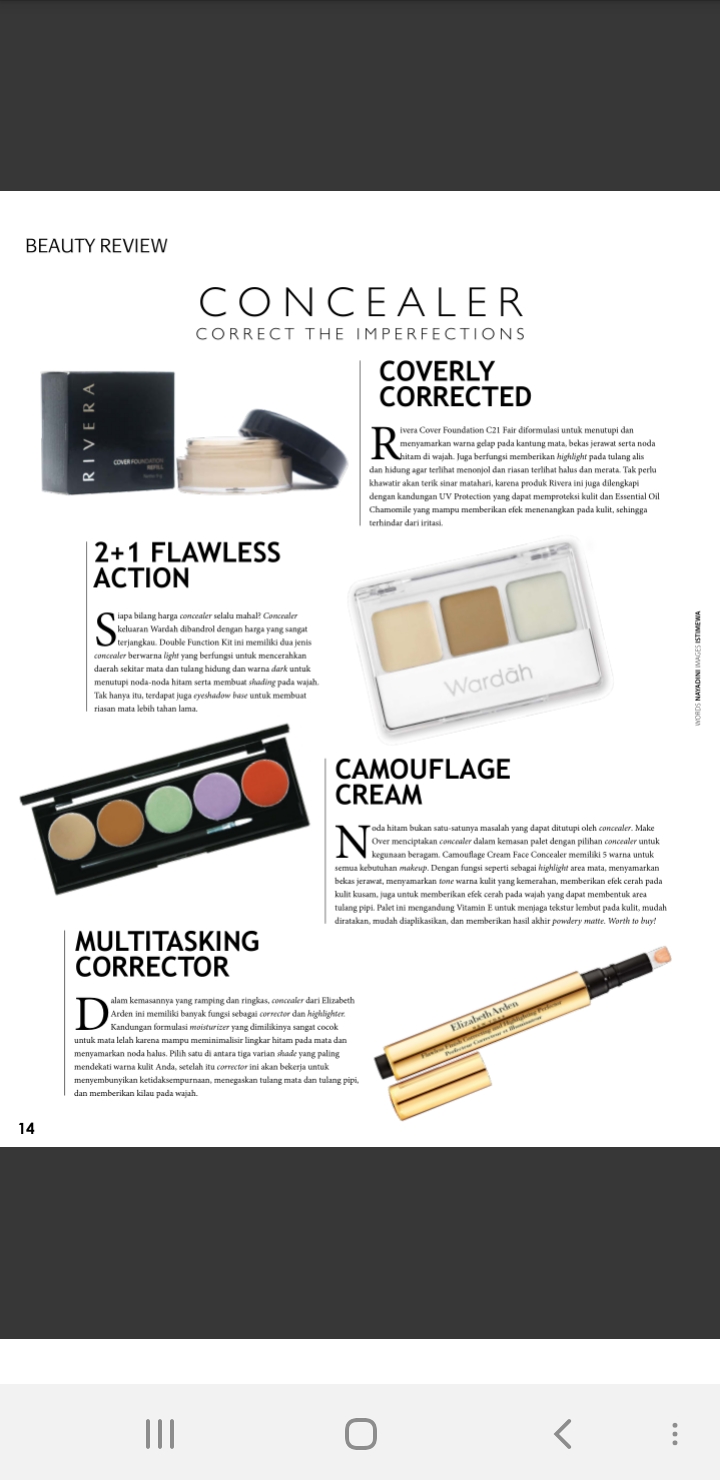 BEAUTY REVIEW
CONCEALER
CORRECT THE IMPERFECTIONS
RIVERA
COVER FOUNDATION
REFILL
COVERLY
CORRECTED
Rivera Cover Foundation C21 Fair diformulasi untuk menutupi dan
menyamarkan warna gelap pada kantung mata, bekas jerawat serta noda
hitam di wajah. Juga berfungsi memberikan highlight pada tulang alis
dan hidung agar terlihat menonjol dan riasan terlihat halus dan merata. Tak perlu
khawatir akan terik sinar matahari, karena produk Rivera ini juga dilengkapi
dengan kandungan UV Protection yang dapat memproteksi kulit dan Essential Oil
Chamomile yang mampu memberikan efek menenangkan pada kulit, sehingga
terhindar dari iritasi.
2+1 FLAWLESS
ACTION
Siapa bilang harga concealer selalu mahal? Concealer
keluaran Wardah dibandrol dengan harga yang sangat
terjangkau. Double Function Kit ini memiliki dua jenis
concealer berwarna light yang berfungsi untuk mencerahkan
daerah sekitar mata dan tulang hidung dan warna dark untuk
menutupi noda-noda hitam serta membuat shading pada wajah.
Tak hanya itu, terdapat juga eyeshadow base untuk membuat
riasan mata lebih tahan lama.
Wardāh
WORDS NAYADINI IMAGES ISTIMEWA
CAMOUFLAGE
CREAM
Noda hitam bukan satu-satunya masalah yang dapat ditutupi oleh concealer. Make
Over menciptakan concealer dalam kemasan palet dengan pilihan concealer untuk
kegunaan beragam. Camouflage Cream Face Concealer memiliki 5 warna untuk
semua kebutuhan makeup. Dengan fungsi seperti sebagai highlight area mata, menyamarkan
bekas jerawat, menyamarkan tone warna kulit yang kemerahan, memberikan efek cerah pada
kulit kusam, juga untuk memberikan efek cerah pada wajah yang dapat membentuk area
tulang pipi. Palet ini mengandung Vitamin E untuk menjaga tekstur lembut pada kulit, mudah
diratakan, mudah diaplikasikan, dan memberikan hasil akhir powdery matte. Worth to buy!
MULTITASKING
CORRECTOR
Dalam kemasannya yang ramping dan ringkas, concealer dari Elizabeth
Arden ini memiliki banyak fungsi sebagai corrector dan highlighter.
Kandungan formulasi moisturizer yang dimilikinya sangat cocok
untuk mata lelah karena mampu meminimalisir lingkar hitam pada mata dan
menyamarkan noda halus. Pilih satu di antara tiga varian shade yang paling
mendekati warna kulit Anda, setelah itu corrector ini akan bekerja untuk
menyembunyikan ketidaksempurnaan, menegaskan tulang mata dan tulang pipi,
dan memberikan kilau pada wajah.
Elizabeth Arden
Flawless Finish Correcting and Highlighting Perfector
Perfecteur Correcteur et Illuminateur
14